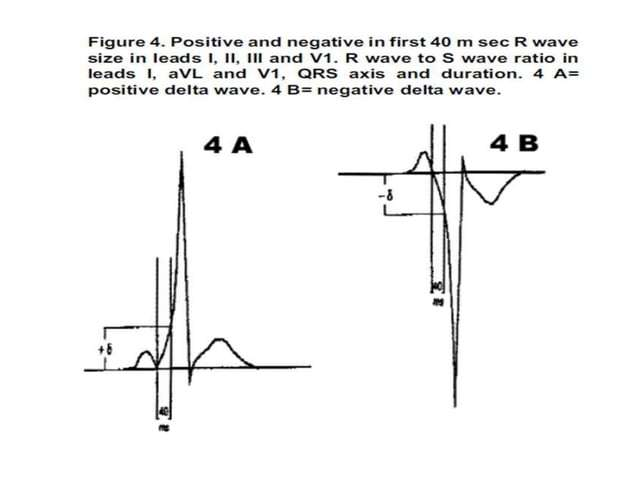 Figure 4. Positive and negative in first 40 m sec R wave
size in leads I, II, III and V1. R wave to S wave ratio in
leads I, aVL and V1, QRS axis and duration. 4 A=
positive delta wave. 4 B= negative delta wave.
4 A
4 B
-δ
40
ms
+δ
40
ms